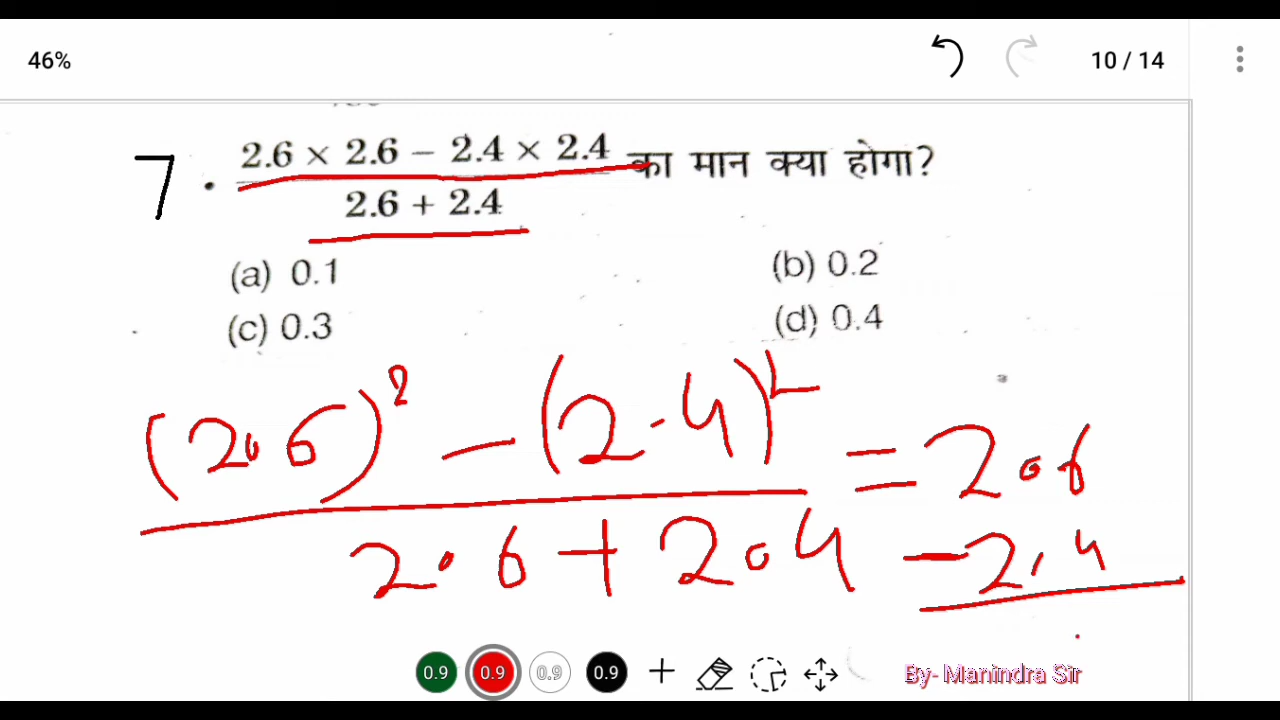 46%
10 / 14
7. 2.6 × 2.6 – 2.4 × 2.4 का मान क्या होगा?
2.6 + 2.4
(a) 0.1 (b) 0.2
(c) 0.3 (d) 0.4
(2.6)² – (2.4)² = 2.6
2.6 + 2.4 – 2.4
0.9 0.9 0.9 0.9
By- Manindra Sir